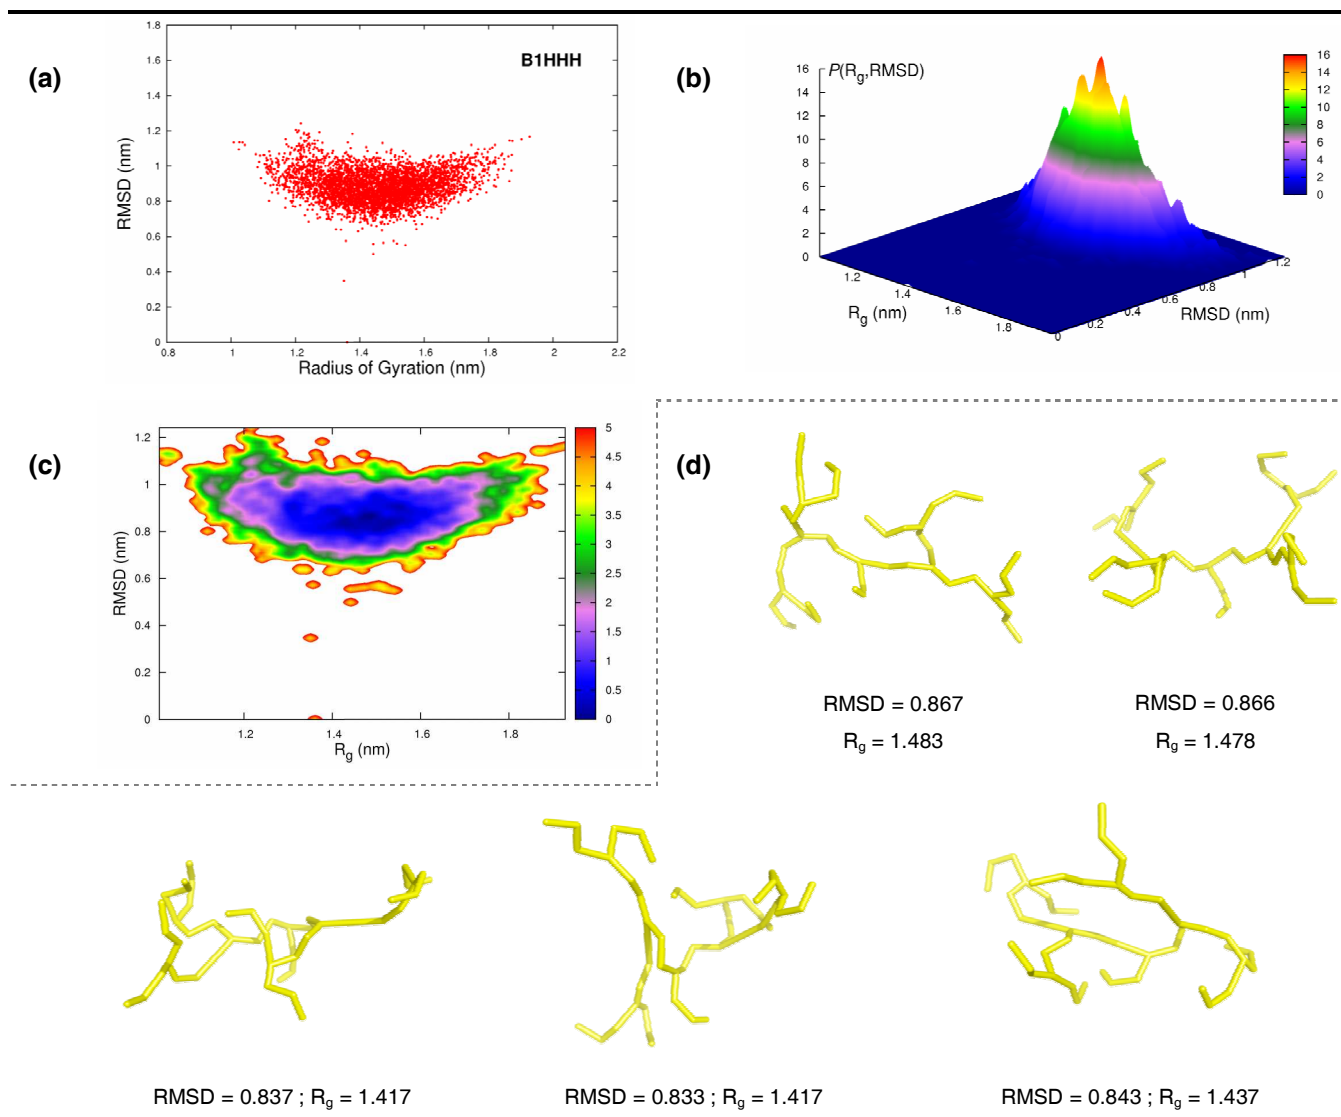 (a)
B1HHH
1.8
1.6
1.4
1.2
1
0.8
0.6
0.4
0.2
0
RMSD (nm)
0.8 1 1.2 1.4 1.6 1.8 2 2.2
Radius of Gyration (nm)
(b)
P(Rg,RMSD)
16
14
12
10
8
6
4
2
0
1.2 1.4 1.6 1.8
Rg (nm)
0 0.2 0.4 0.6 0.8 1 1.2
RMSD (nm)
16
14
12
10
8
6
4
2
0
(c)
1.2
1
0.8
0.6
0.4
0.2
0
RMSD (nm)
1.2 1.4 1.6 1.8
Rg (nm)
5
4.5
4
3.5
3
2.5
2
1.5
1
0.5
0
(d)
RMSD = 0.867
Rg = 1.483
RMSD = 0.866
Rg = 1.478
RMSD = 0.837 ; Rg = 1.417
RMSD = 0.833 ; Rg = 1.417
RMSD = 0.843 ; Rg = 1.437